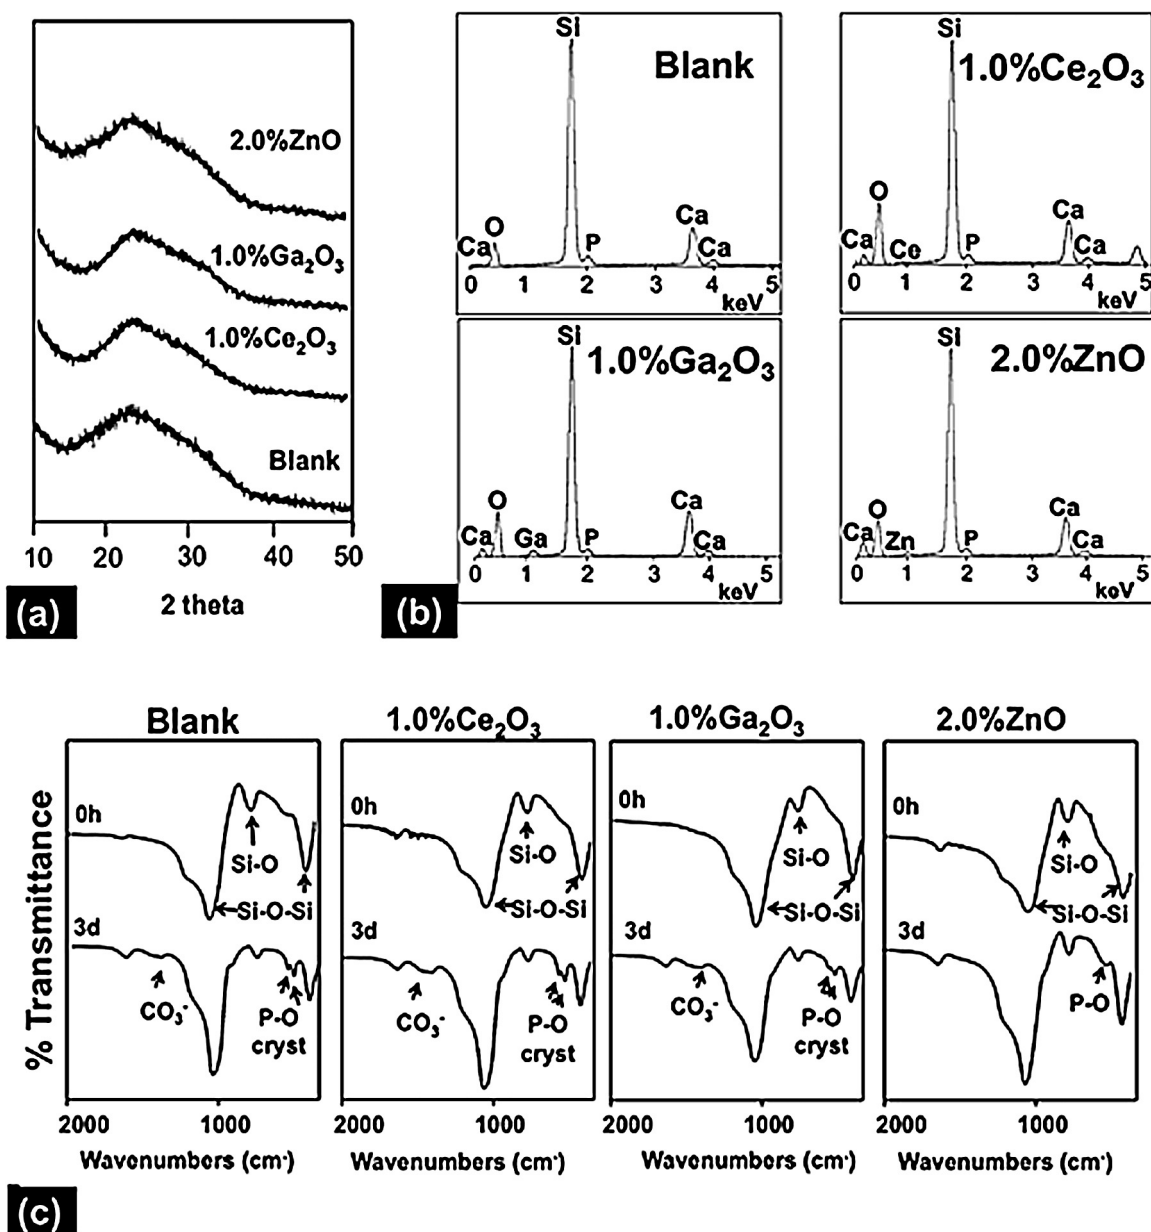 2.0%ZnO
1.0%Ga₂O₃
1.0%Ce₂O₃
Blank
10 20 30 40 50
2 theta
(a)
Blank
Si
Ca O P Ca Ca
0 1 2 3 4 5
keV
1.0%Ce₂O₃
Si
Ca O Ce P Ca Ca
0 1 2 3 4 5
keV
1.0%Ga₂O₃
Si
Ca O Ga P Ca Ca
0 1 2 3 4 5
keV
2.0%ZnO
Si
Ca O Zn P Ca Ca
0 1 2 3 4 5
keV
(b)
% Transmittance
Blank
0h
Si-O
Si-O-Si
3d
CO₃⁻
P-O
cryst
2000 1000
Wavenumbers (cm⁻)
1.0%Ce₂O₃
0h
Si-O
Si-O-Si
3d
CO₃⁻
P-O
cryst
2000 1000
Wavenumbers (cm⁻)
1.0%Ga₂O₃
0h
Si-O
Si-O-Si
3d
CO₃⁻
P-O
cryst
2000 1000
Wavenumbers (cm⁻)
2.0%ZnO
0h
Si-O
Si-O-Si
3d
P-O
2000 1000
Wavenumbers (cm⁻)
(c)